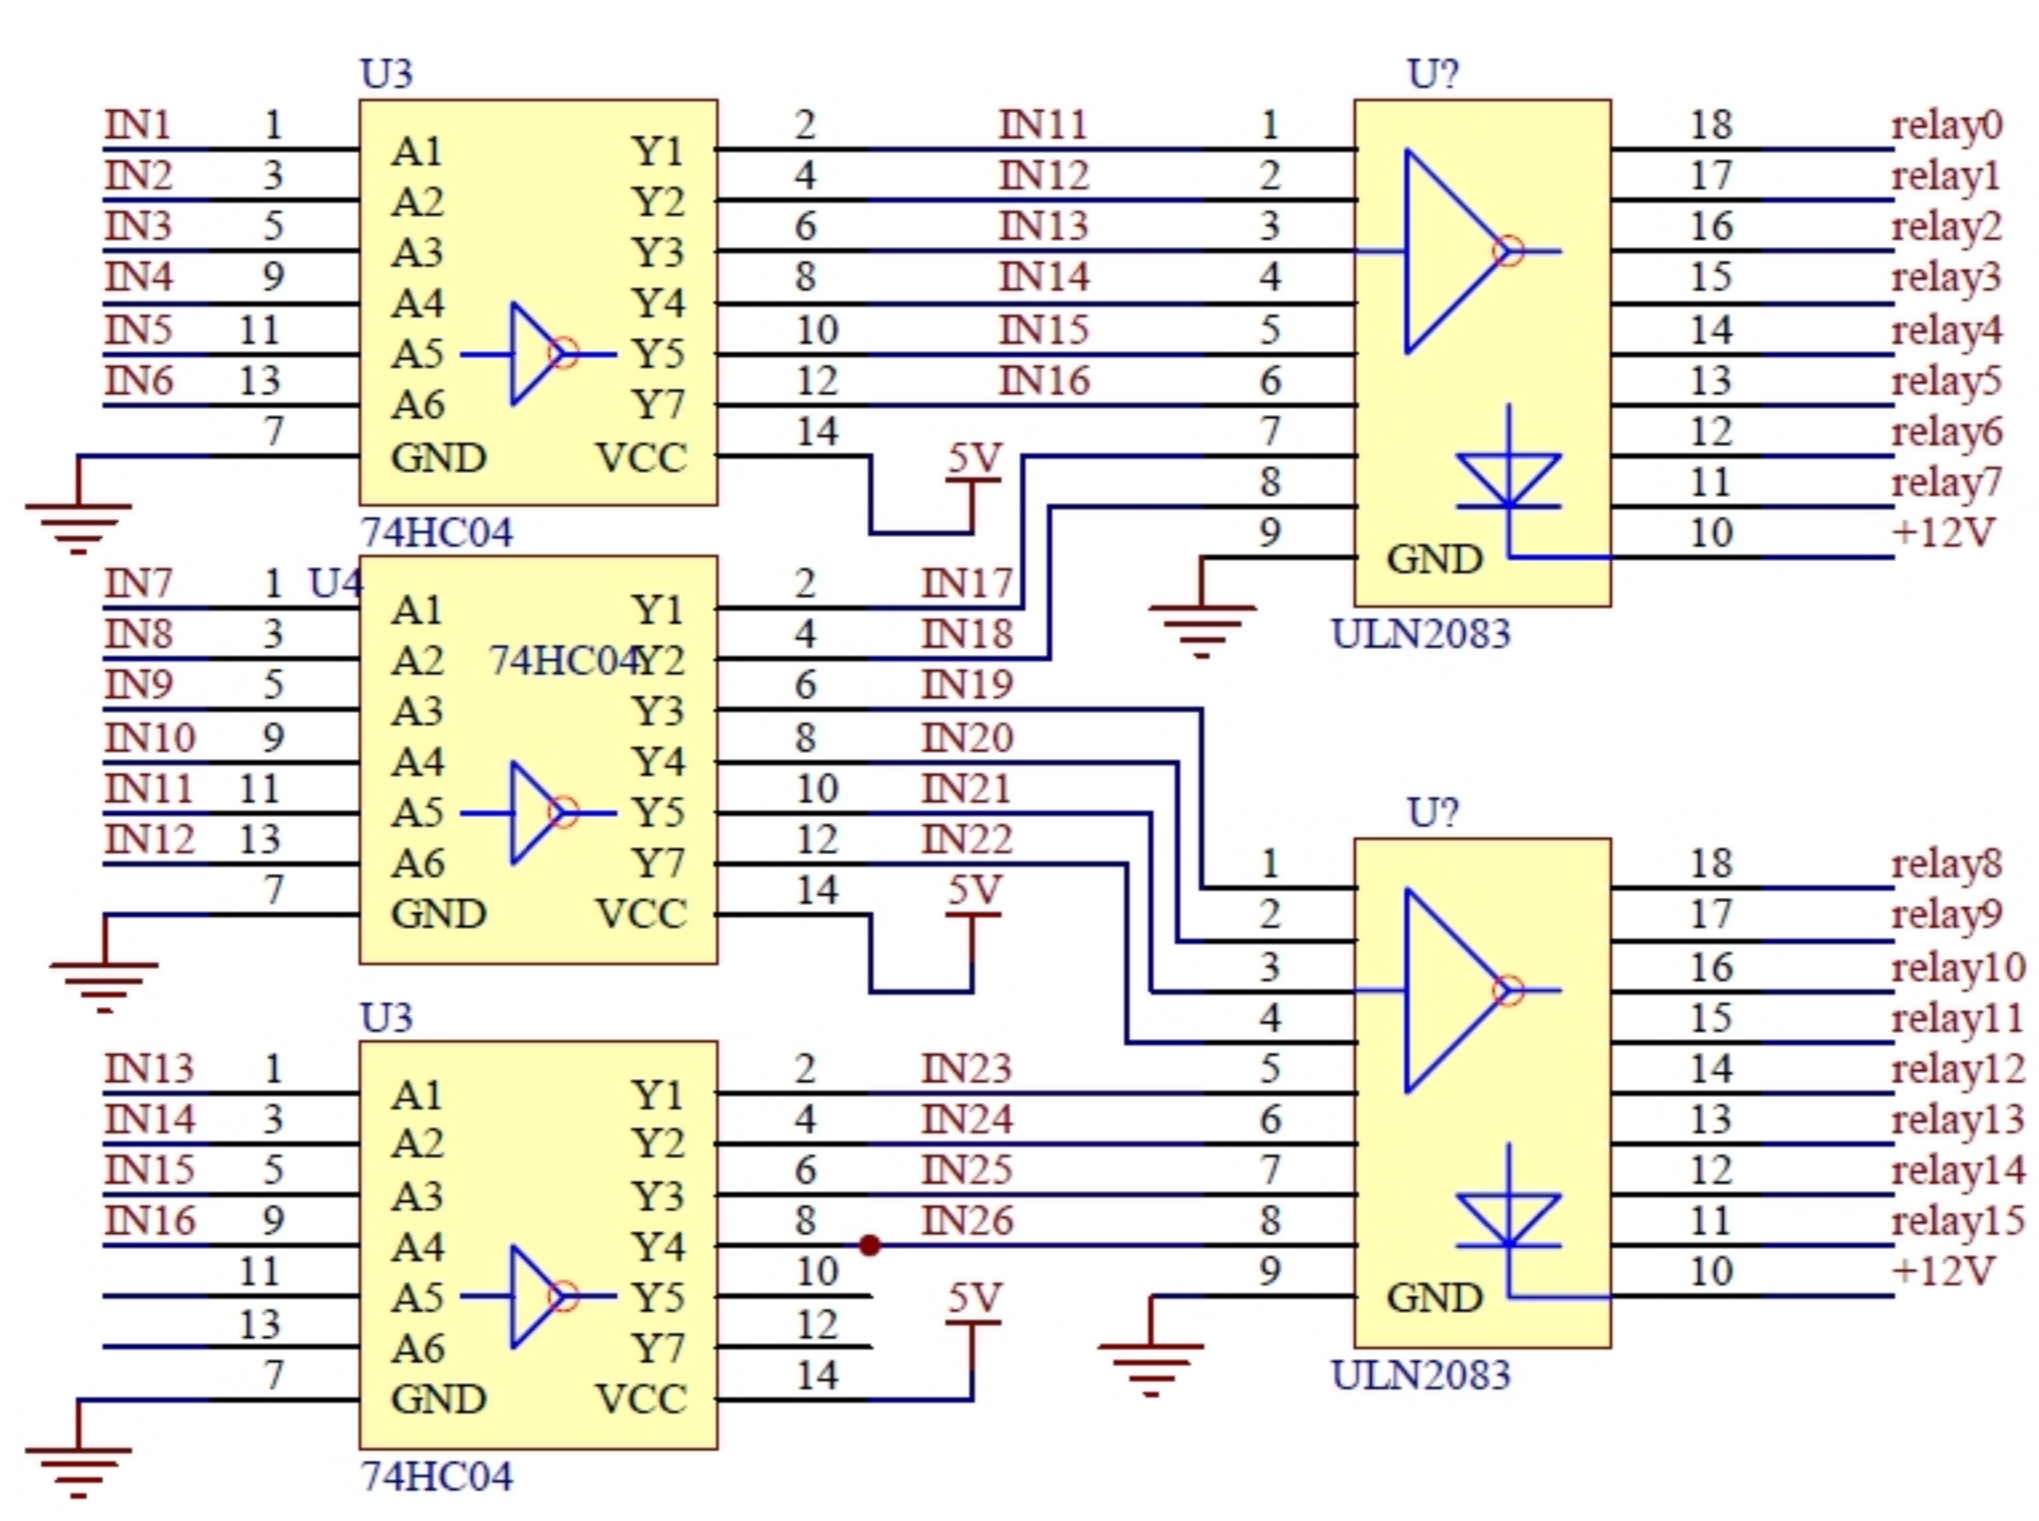 U3 U?
IN1 1 A1 Y1 2 IN11 1 18 relay0
IN2 3 A2 Y2 4 IN12 2 17 relay1
IN3 5 A3 Y3 6 IN13 3 16 relay2
IN4 9 A4 Y4 8 IN14 4 15 relay3
IN5 11 A5 Y5 10 IN15 5 14 relay4
IN6 13 A6 Y7 12 IN16 6 13 relay5
7 GND VCC 14 5V 7 12 relay6
8 11 relay7
74HC04 9 GND 10 +12V
IN7 1 U4 A1 Y1 2 IN17 ULN2083
IN8 3 A2 74HC04 Y2 4 IN18
IN9 5 A3 Y3 6 IN19
IN10 9 A4 Y4 8 IN20
IN11 11 A5 Y5 10 IN21 U?
IN12 13 A6 Y7 12 IN22 1 18 relay8
7 GND VCC 14 5V 2 17 relay9
3 16 relay10
U3 4 15 relay11
IN13 1 A1 Y1 2 IN23 5 14 relay12
IN14 3 A2 Y2 4 IN24 6 13 relay13
IN15 5 A3 Y3 6 IN25 7 12 relay14
IN16 9 A4 Y4 8 IN26 8 11 relay15
11 A5 Y5 10 5V 9 GND 10 +12V
13 A6 Y7 12
7 GND VCC 14 ULN2083
74HC04